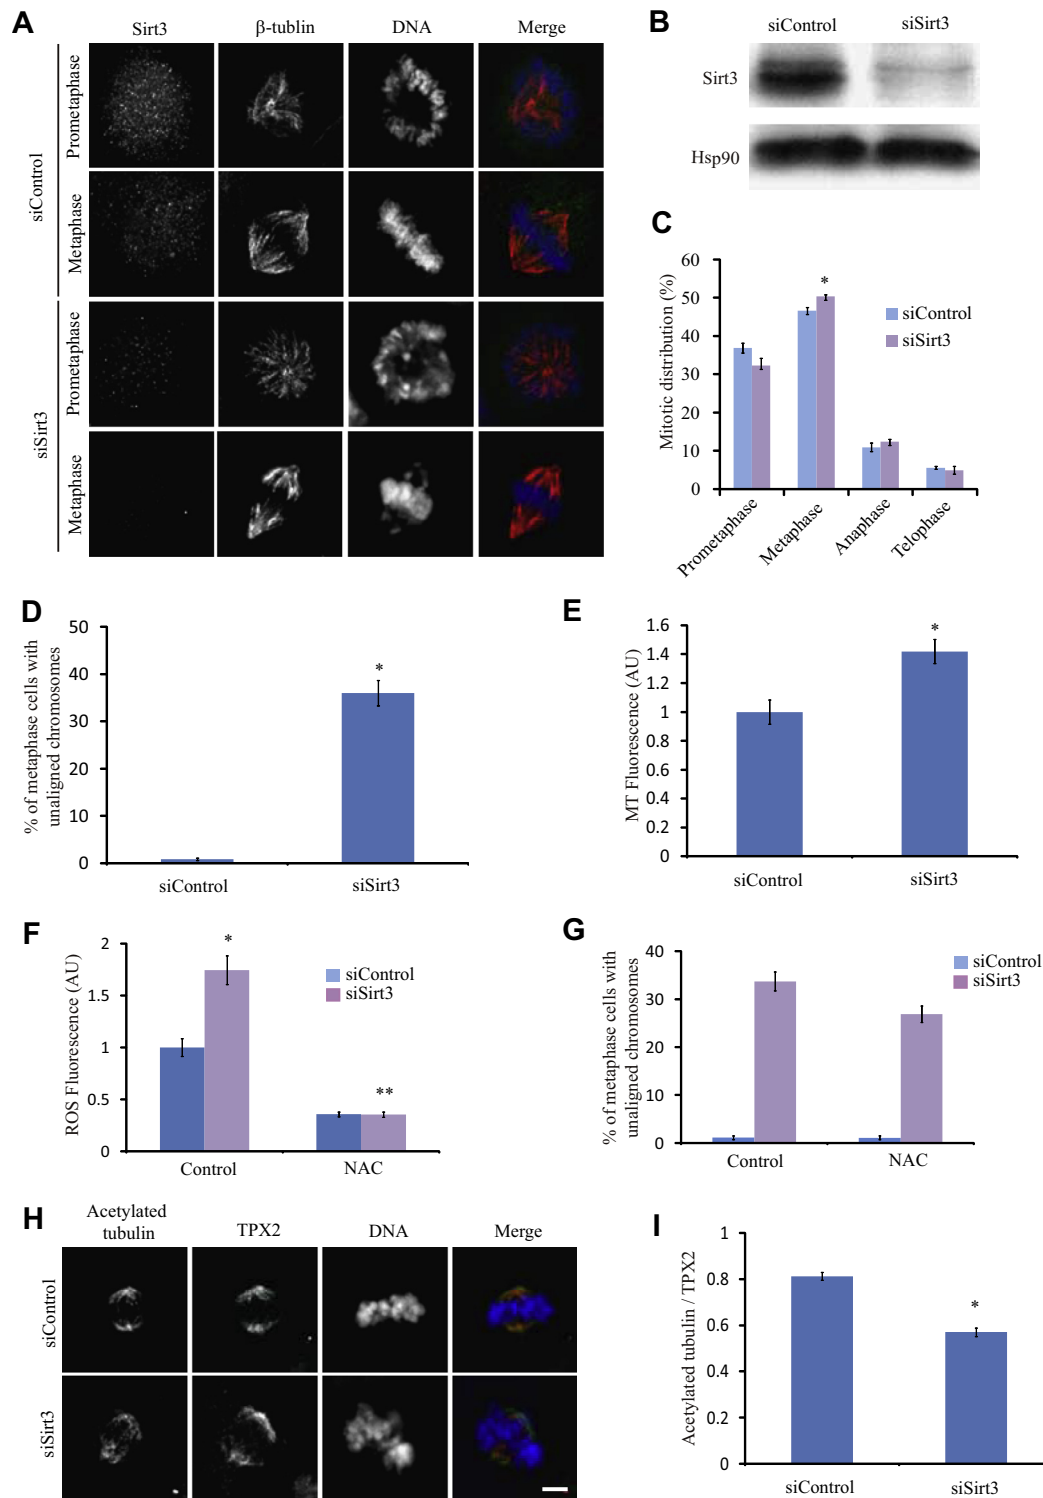 A
Sirt3 β-tublin DNA Merge
siControl
Prometaphase
Metaphase
siSirt3
Prometaphase
Metaphase
B
siControl siSirt3
Sirt3
Hsp90
C
Mitotic distribution (%)
60
50
40
30
20
10
0
*
siControl
siSirt3
Prometaphase Metaphase Anaphase Telophase
D
% of metaphase cells with
unaligned chromosomes
50
40
30
20
10
0
*
siControl siSirt3
E
MT Fluorescence (AU)
1.6
1.4
1.2
1
0.8
0.6
0.4
0.2
0
*
siControl siSirt3
F
ROS Fluorescence (AU)
2
1.5
1
0.5
0
*
**
siControl
siSirt3
Control NAC
G
% of metaphase cells with
unaligned chromosomes
40
30
20
10
0
siControl
siSirt3
Control NAC
H
Acetylated
tubulin
TPX2 DNA Merge
siControl
siSirt3
I
Acetylated tubulin / TPX2
1
0.8
0.6
0.4
0.2
0
*
siControl siSirt3